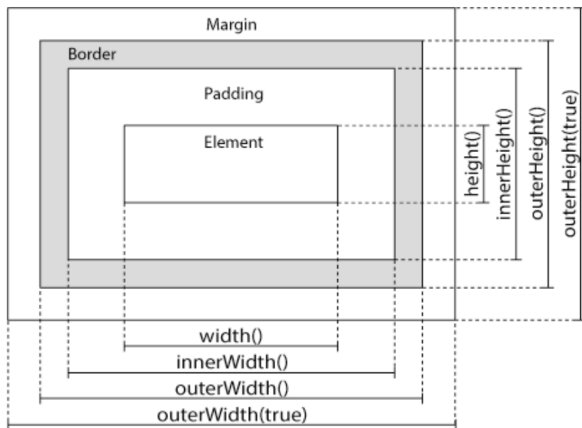 Margin
Border
Padding
Element
height()
innerHeight()
outerHeight()
outerHeight(true)
width()
innerWidth()
outerWidth()
outerWidth(true)